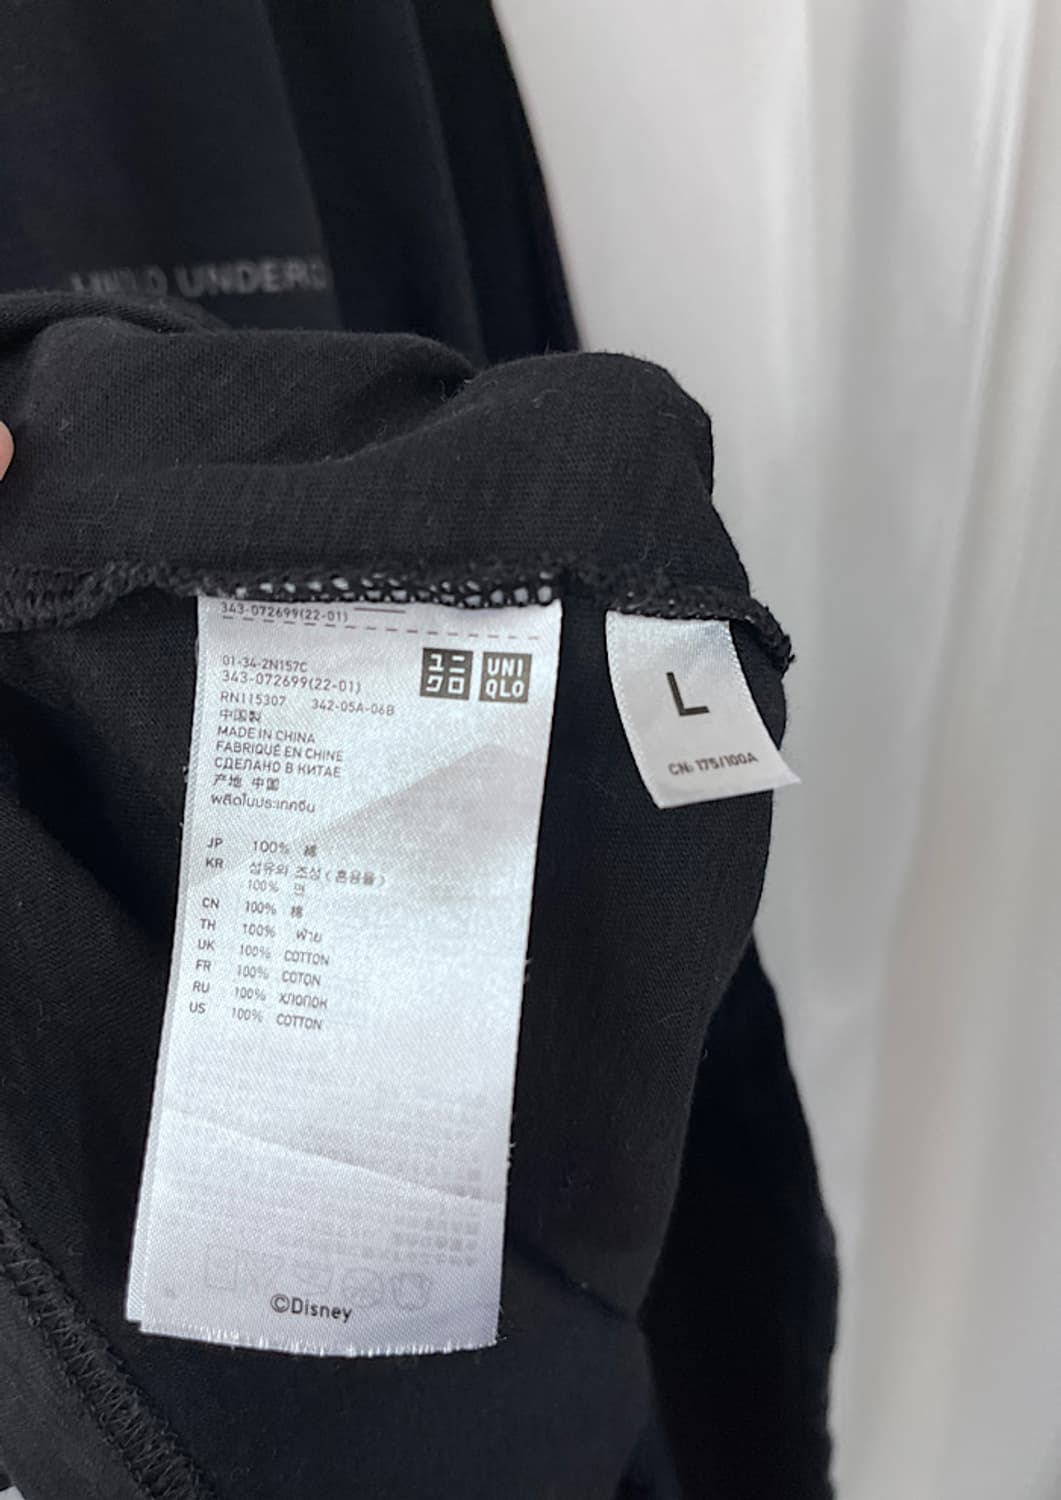 UNDER
343-072699(22-01)
01-34-2N157C
343-072699(22-01)
RN115307 342-05A-06B
ユニ
クロ
UNI
QLO
中国製
MADE IN CHINA
FABRIQUÉ EN CHINE
СДЕЛАНО В КИТАЕ
产地 中国
ผลิตในประเทศจีน
JP 100% 綿
KR 섬유의 조성(혼용율)
100% 면
CN 100% 棉
TH 100% ฝ้าย
UK 100% COTTON
FR 100% COTON
RU 100% ХЛОПОК
US 100% COTTON
©Disney
L
CN: 175/100A